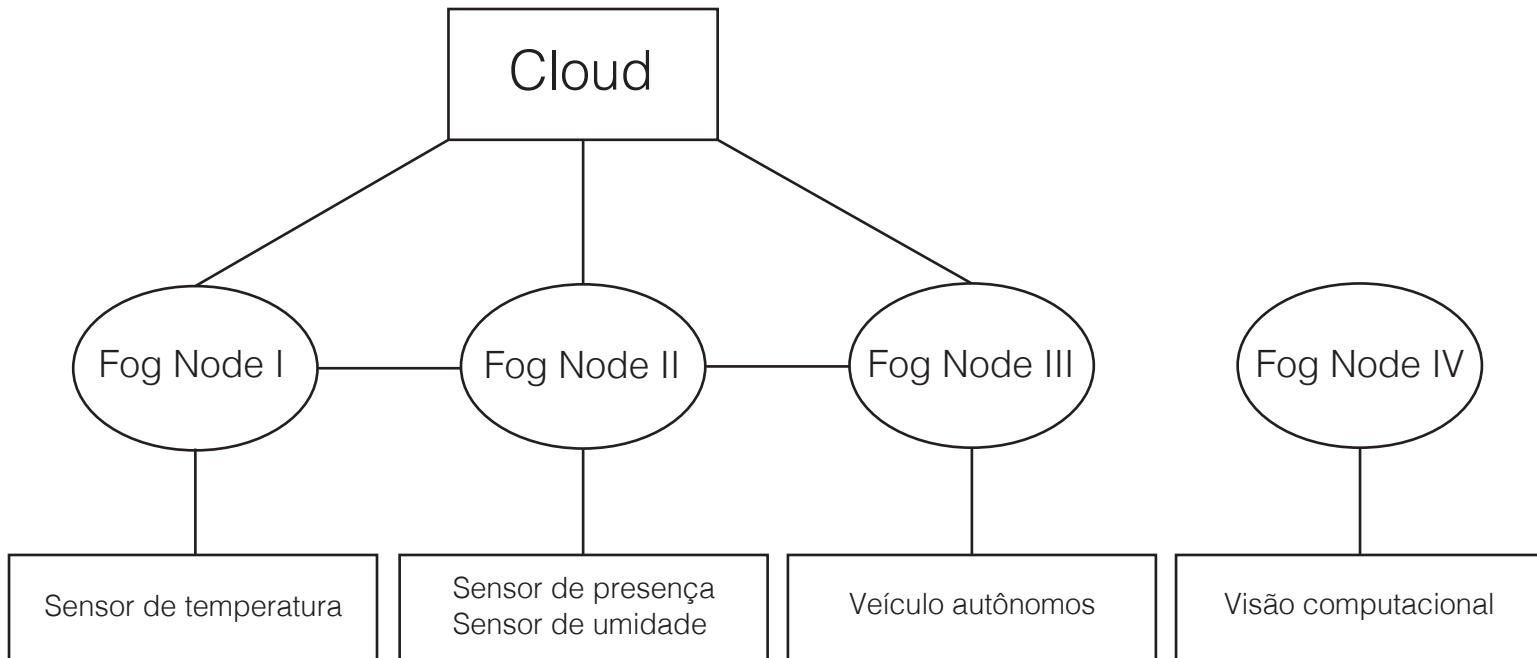 Cloud
Fog Node I
Fog Node II
Fog Node III
Fog Node IV
Sensor de temperatura
Sensor de presença
Sensor de umidade
Veículo autônomos
Visão computacional